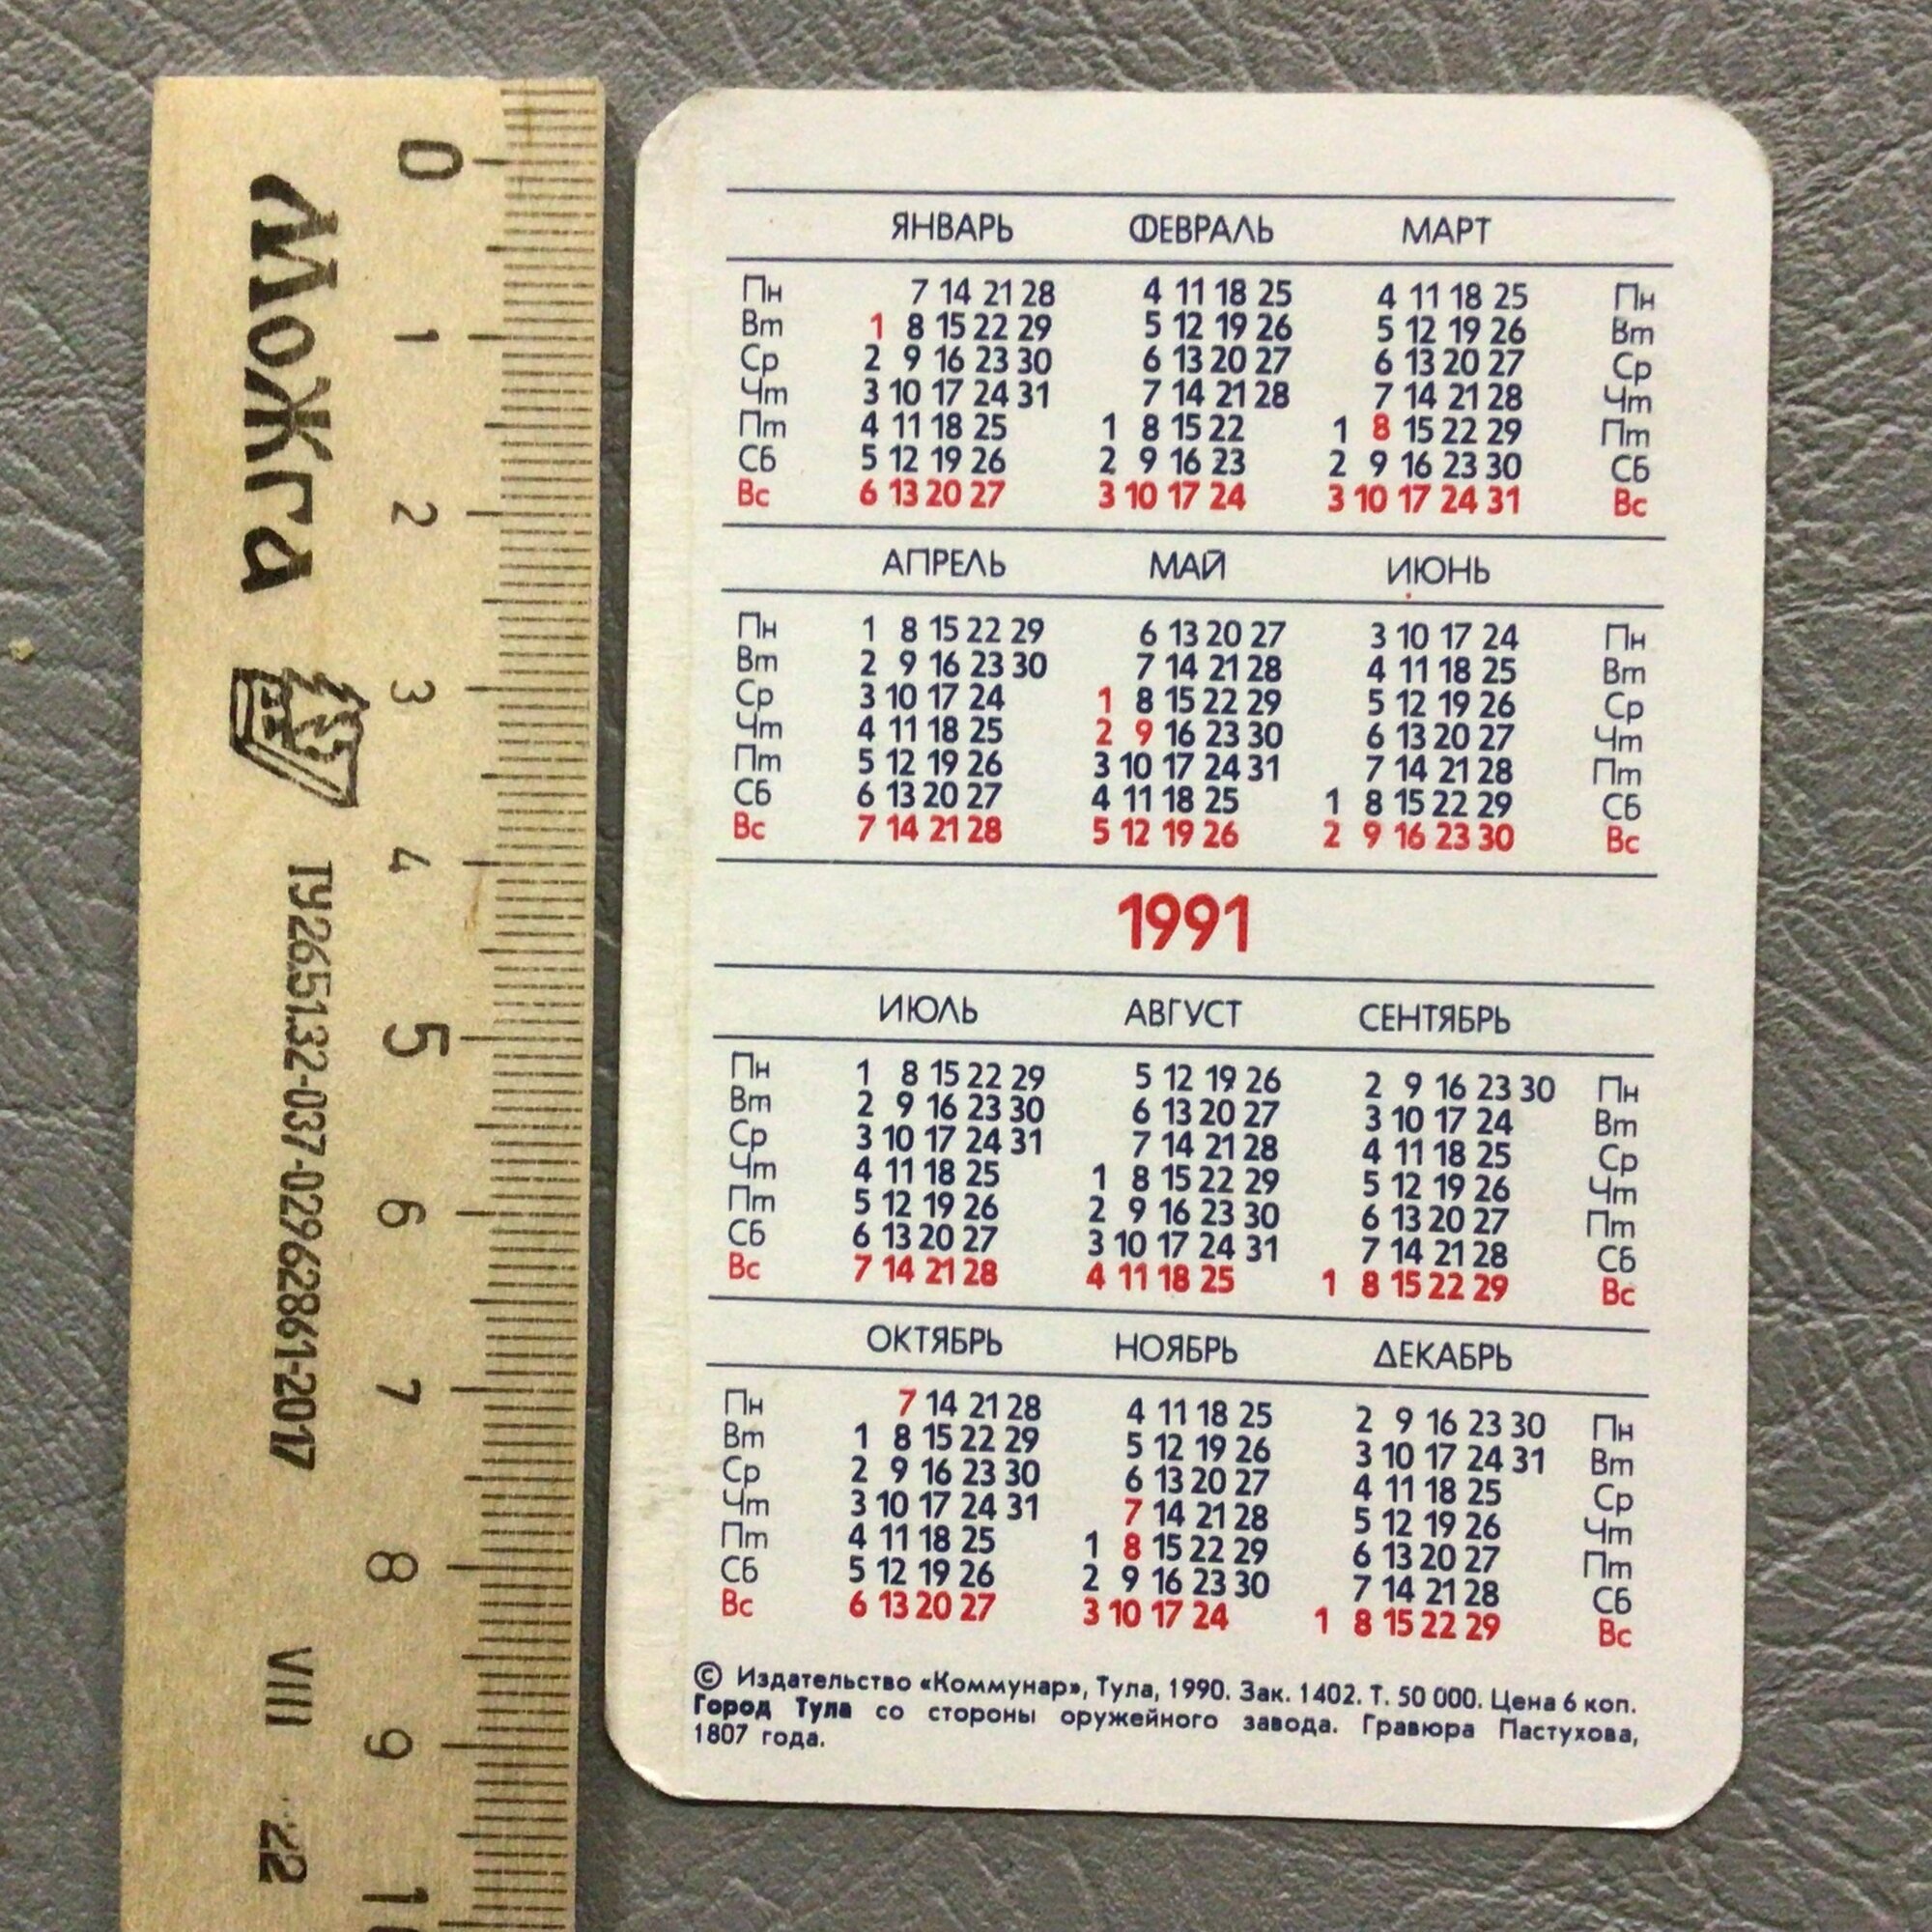 Можга
ТУ26.51.32-037-02962861-2017
VIII
0
1
2
3
4
5
6
7
8
9
ЯНВАРЬ ФЕВРАЛЬ МАРТ
Пн 7 14 21 28 4 11 18 25 4 11 18 25 Пн
Вт 1 8 15 22 29 5 12 19 26 5 12 19 26 Вт
Ср 2 9 16 23 30 6 13 20 27 6 13 20 27 Ср
Чт 3 10 17 24 31 7 14 21 28 7 14 21 28 Чт
Пт 4 11 18 25 1 8 15 22 1 8 15 22 29 Пт
Сб 5 12 19 26 2 9 16 23 2 9 16 23 30 Сб
Вс 6 13 20 27 3 10 17 24 3 10 17 24 31 Вс
АПРЕЛЬ МАЙ ИЮНЬ
Пн 1 8 15 22 29 6 13 20 27 3 10 17 24 Пн
Вт 2 9 16 23 30 7 14 21 28 4 11 18 25 Вт
Ср 3 10 17 24 1 8 15 22 29 5 12 19 26 Ср
Чт 4 11 18 25 2 9 16 23 30 6 13 20 27 Чт
Пт 5 12 19 26 3 10 17 24 31 7 14 21 28 Пт
Сб 6 13 20 27 4 11 18 25 1 8 15 22 29 Сб
Вс 7 14 21 28 5 12 19 26 2 9 16 23 30 Вс
1991
ИЮЛЬ АВГУСТ СЕНТЯБРЬ
Пн 1 8 15 22 29 5 12 19 26 2 9 16 23 30 Пн
Вт 2 9 16 23 30 6 13 20 27 3 10 17 24 Вт
Ср 3 10 17 24 31 7 14 21 28 4 11 18 25 Ср
Чт 4 11 18 25 1 8 15 22 29 5 12 19 26 Чт
Пт 5 12 19 26 2 9 16 23 30 6 13 20 27 Пт
Сб 6 13 20 27 3 10 17 24 31 7 14 21 28 Сб
Вс 7 14 21 28 4 11 18 25 1 8 15 22 29 Вс
ОКТЯБРЬ НОЯБРЬ ДЕКАБРЬ
Пн 7 14 21 28 4 11 18 25 2 9 16 23 30 Пн
Вт 1 8 15 22 29 5 12 19 26 3 10 17 24 31 Вт
Ср 2 9 16 23 30 6 13 20 27 4 11 18 25 Ср
Чт 3 10 17 24 31 7 14 21 28 5 12 19 26 Чт
Пт 4 11 18 25 1 8 15 22 29 6 13 20 27 Пт
Сб 5 12 19 26 2 9 16 23 30 7 14 21 28 Сб
Вс 6 13 20 27 3 10 17 24 1 8 15 22 29 Вс
© Издательство «Коммунар», Тула, 1990. Зак. 1402. Т. 50 000. Цена 6 коп.
Город Тула со стороны оружейного завода. Гравюра Пастухова,
1807 года.